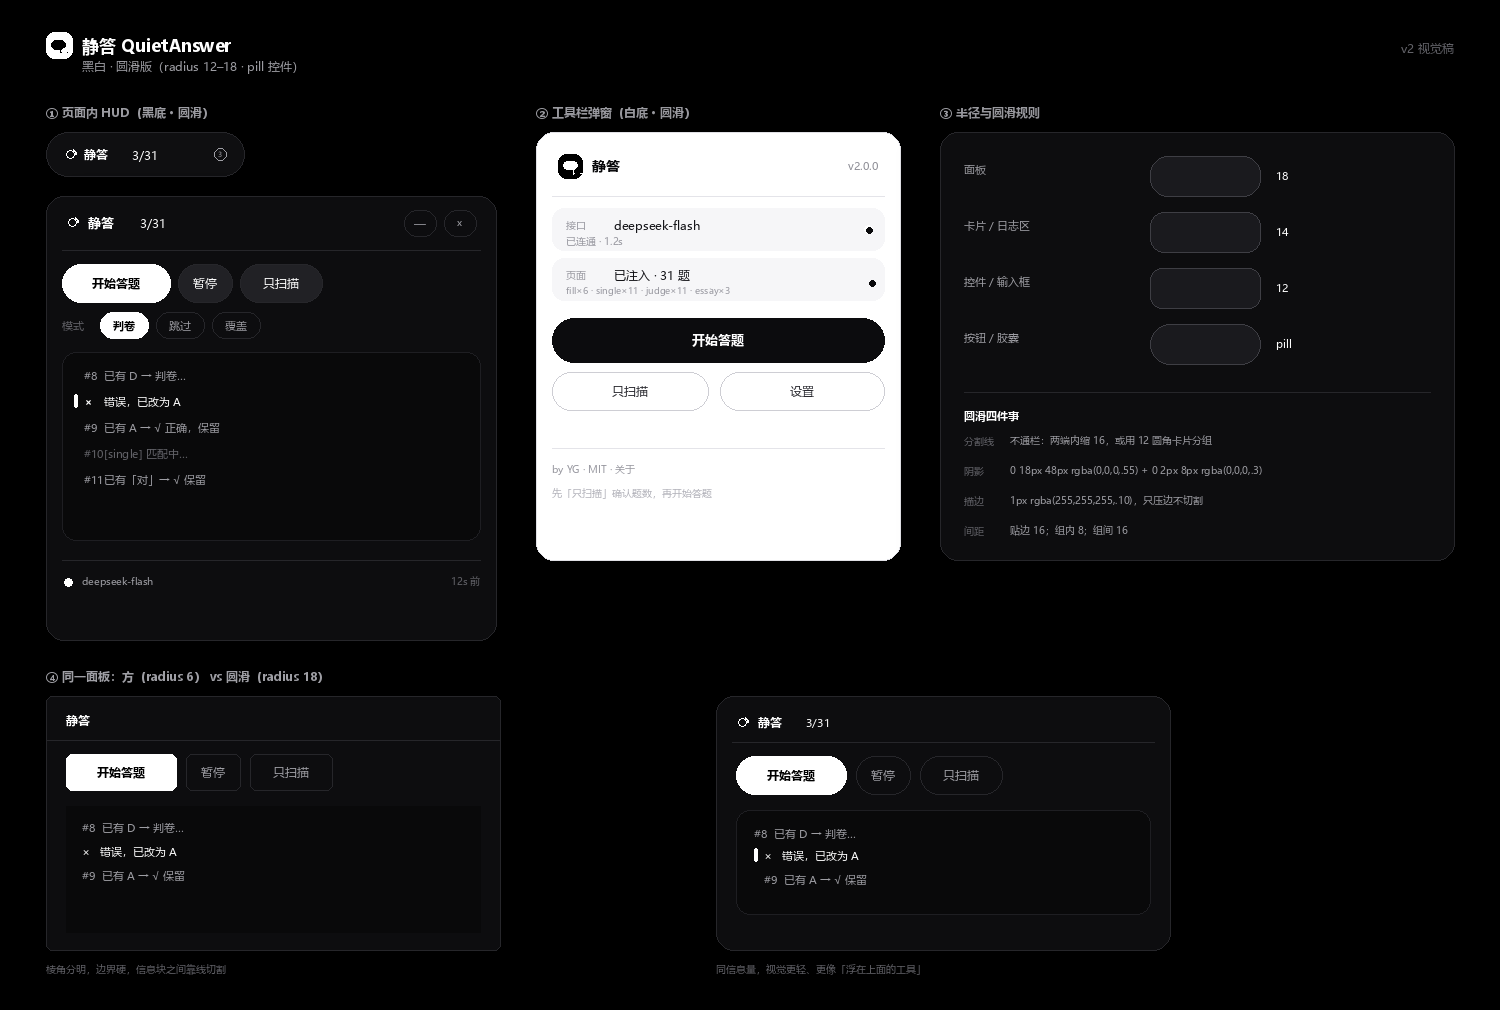 静答 QuietAnswer
黑白 · 圆滑版（radius 12–18 · pill 控件）
v2 视觉稿
① 页面内 HUD（黑底 · 圆滑）
静答 3/31 3
静答 3/31 — ×
开始答题 暂停 只扫描
模式 判卷 跳过 覆盖
#8 已有 D → 判卷...
× 错误，已改为 A
#9 已有 A → √ 正确，保留
#10[single] 匹配中...
#11已有「对」→ √ 保留
deepseek-flash 12s 前
② 工具栏弹窗（白底 · 圆滑）
静答 v2.0.0
接口 deepseek-flash
已连通 · 1.2s
页面 已注入 · 31 题
fill×6 · single×11 · judge×11 · essay×3
开始答题
只扫描 设置
by YG · MIT · 关于
先「只扫描」确认题数，再开始答题
③ 半径与圆滑规则
面板 18
卡片 / 日志区 14
控件 / 输入框 12
按钮 / 胶囊 pill
圆滑四件事
分割线 不通栏：两端内缩 16，或用 12 圆角卡片分组
阴影 0 18px 48px rgba(0,0,0,.55) + 0 2px 8px rgba(0,0,0,.3)
描边 1px rgba(255,255,255,.10)，只压边不切割
间距 贴边 16；组内 8；组间 16
④ 同一面板：方（radius 6） vs 圆滑（radius 18）
静答
开始答题 暂停 只扫描
#8 已有 D → 判卷...
× 错误，已改为 A
#9 已有 A → √ 保留
棱角分明，边界硬，信息块之间靠线切割
静答 3/31
开始答题 暂停 只扫描
#8 已有 D → 判卷...
× 错误，已改为 A
#9 已有 A → √ 保留
同信息量，视觉更轻、更像「浮在上面的工具」